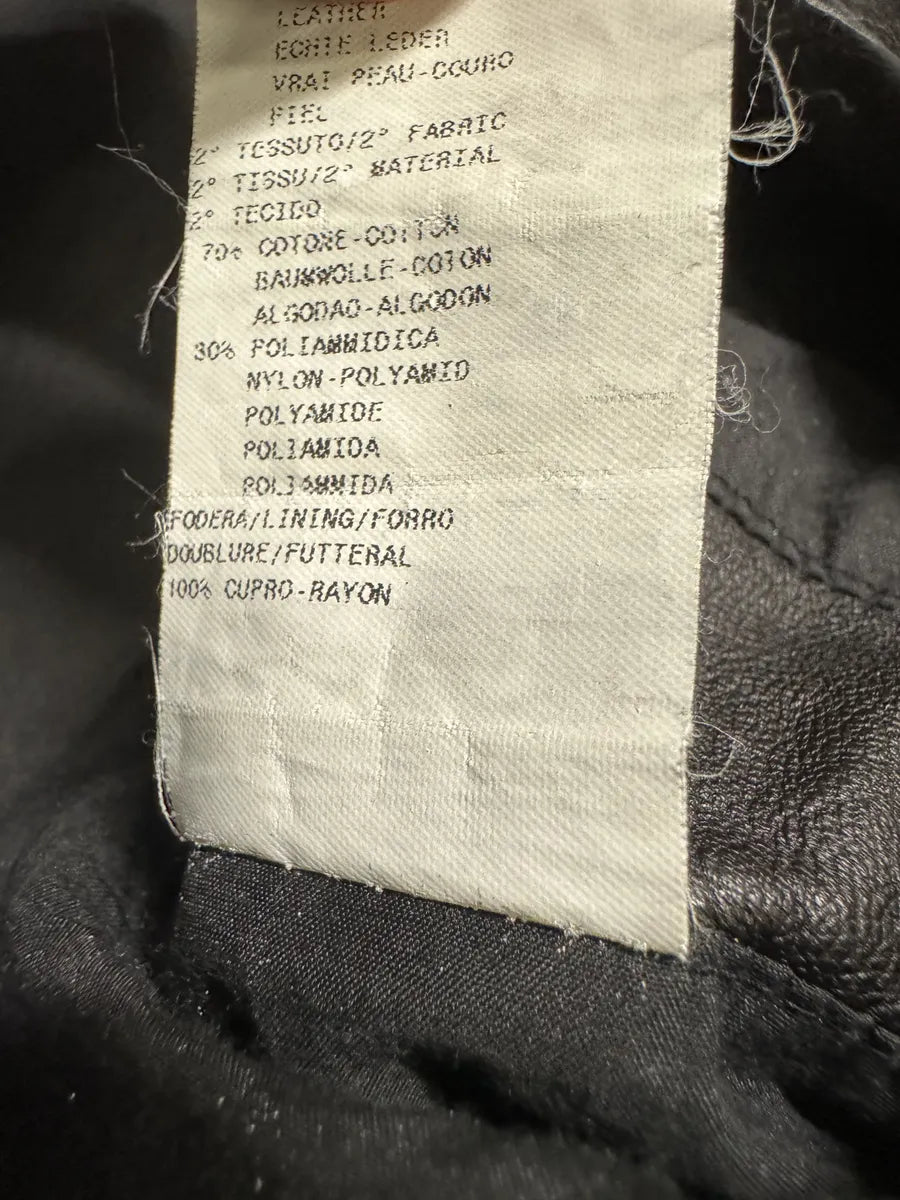 LEATHER
ECHTE LEDER
VRAI PEAU-COURO
PIEL
2° TESSUTO/2° FABRIC
2° TISSU/2° MATERIAL
2° TECIDO
70% COTONE-COTTON
BAUMWOLLE-COTON
ALGODAO-ALGODON
30% POLIAMMIDICA
NYLON-POLYAMID
POLYAMIDE
POLIAMIDA
POLIAMMIDA
FODERA/LINING/FORRO
DOUBLURE/FUTTERAL
100% CUPRO-RAYON